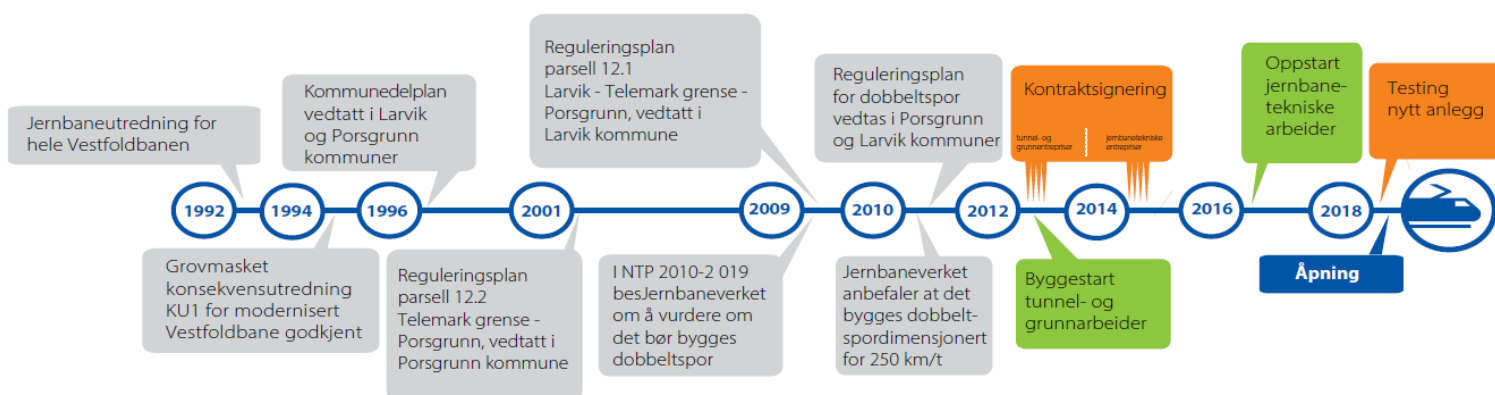 Jernbaneutredning for
hele Vestfoldbanen
Kommunedelplan
vedtatt i Larvik
og Porsgrunn
kommuner
Reguleringsplan
parsell 12.1
Larvik - Telemark grense -
Porsgrunn, vedtatt i
Larvik kommune
Reguleringsplan
for dobbeltspor
vedtas i Porsgrunn
og Larvik kommuner
Kontraktsignering
tunnel- og
grunnentrepriser
jernbanetekniske
entrepriser
Oppstart
jernbane-
tekniske
arbeider
Testing
nytt anlegg
1992
1994
1996
2001
2009
2010
2012
2014
2016
2018
Grovmasket
konsekvensutredning
KU1 for modernisert
Vestfoldbane godkjent
Reguleringsplan
parsell 12.2
Telemark grense -
Porsgrunn, vedtatt i
Porsgrunn kommune
I NTP 2010-2 019
besJernbaneverket
om å vurdere om
det bør bygges
dobbeltspor
Jernbaneverket
anbefaler at det
bygges dobbelt-
spordimensjonert
for 250 km/t
Byggestart
tunnel- og
grunnarbeider
Åpning